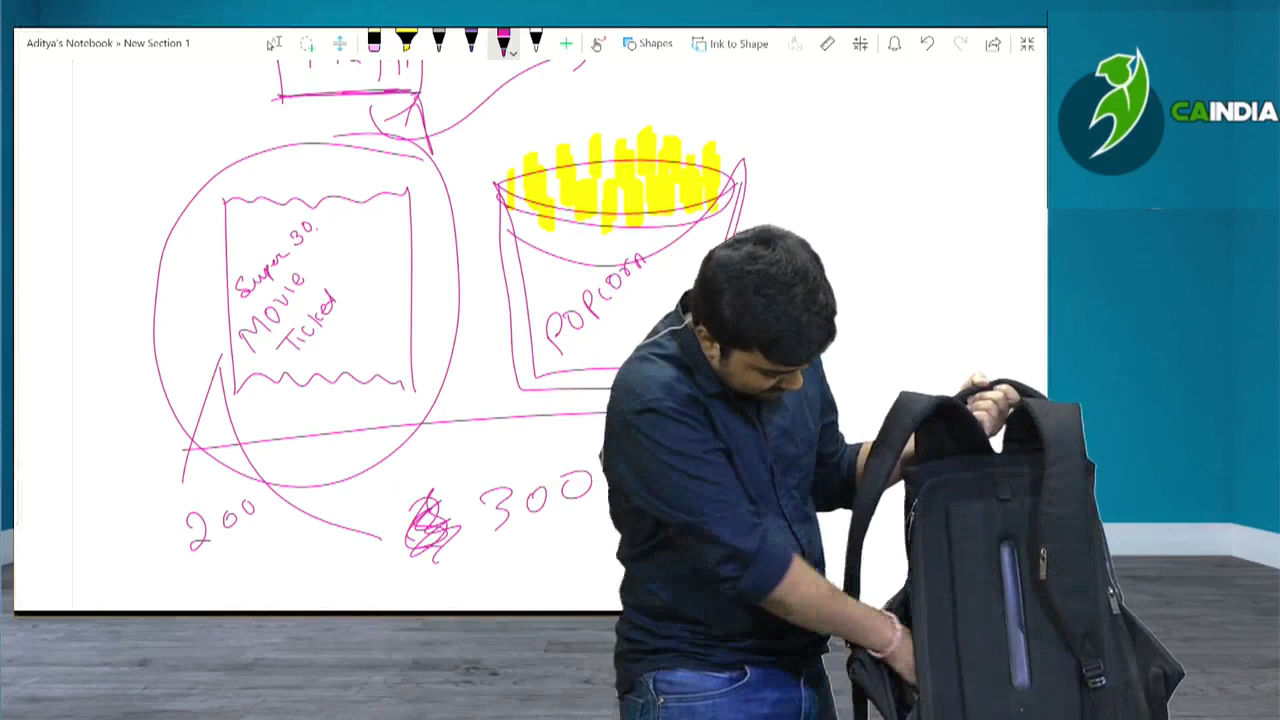 Aditya's Notebook » New Section 1
Shapes
Ink to Shape
CAINDIA
Super 30.
Movie
Ticket
POPCORN
200
300